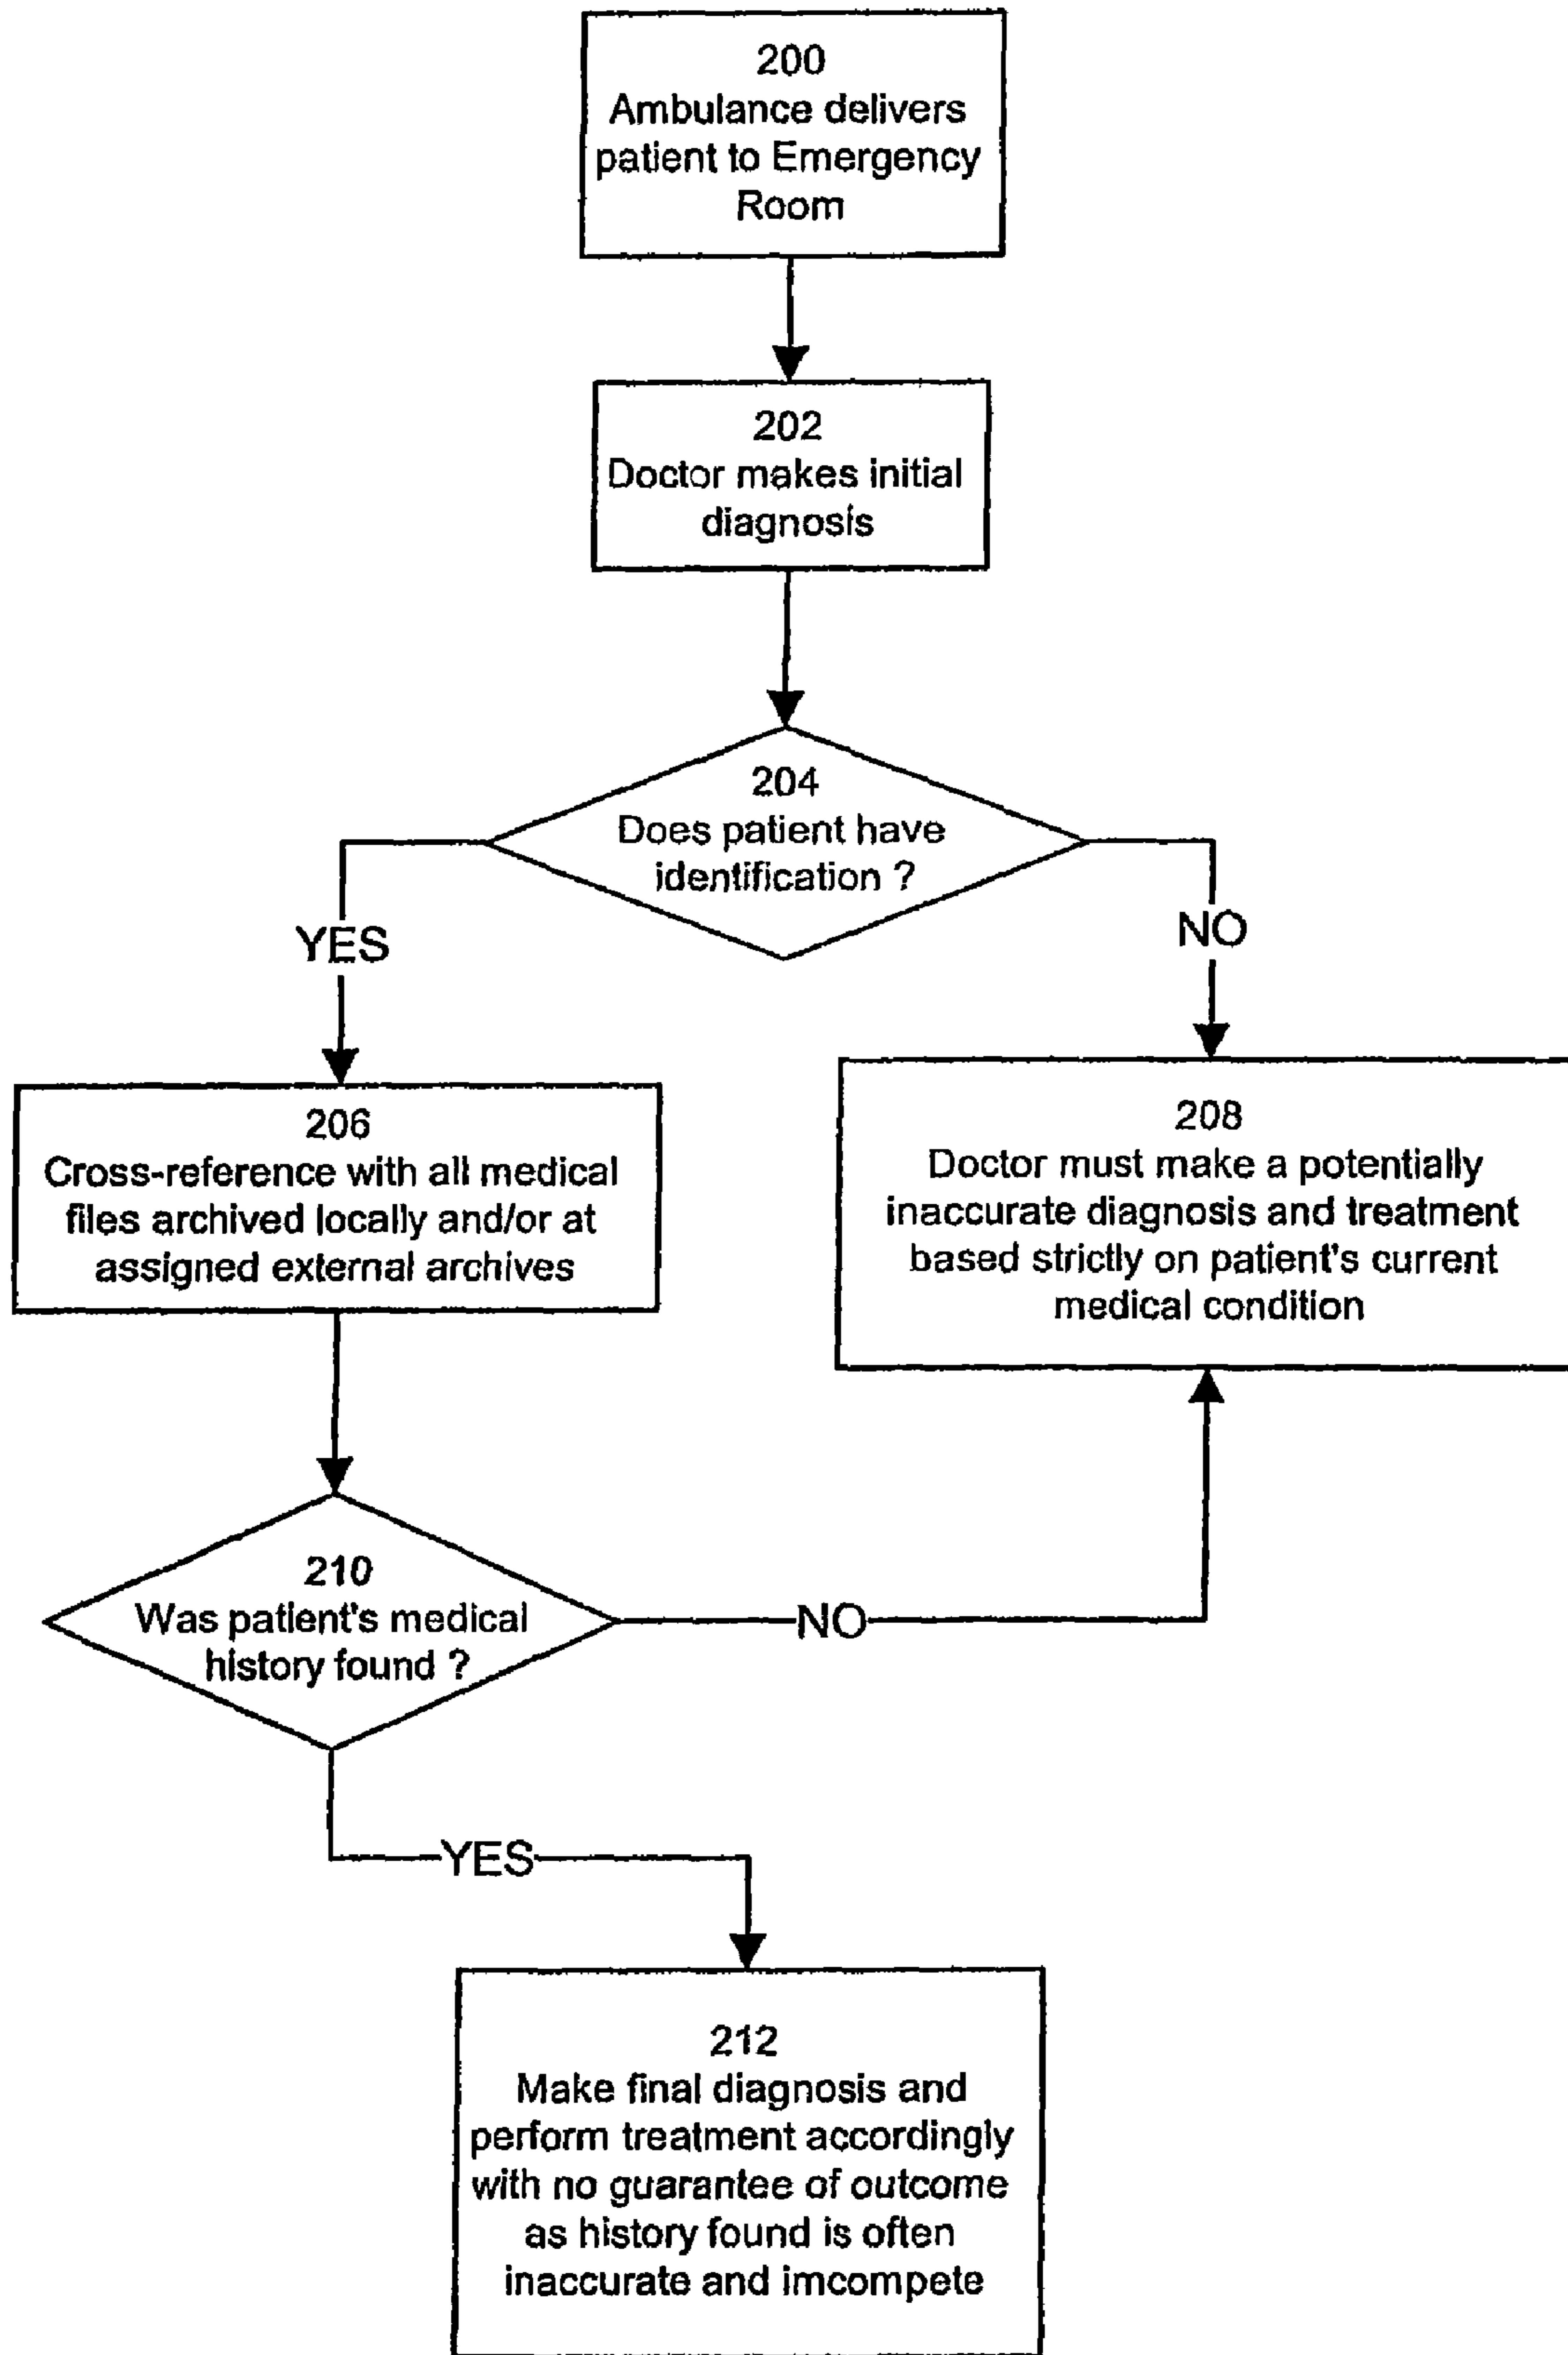 200
Ambulance delivers
patient to Emergency
Room
202
Doctor makes initial
diagnosis
204
Does patient have
identification ?
YES
NO
206
Cross-reference with all medical
files archived locally and/or at
assigned external archives
208
Doctor must make a potentially
inaccurate diagnosis and treatment
based strictly on patient's current
medical condition
210
Was patient's medical
history found ?
NO
YES
212
Make final diagnosis and
perform treatment accordingly
with no guarantee of outcome
as history found is often
inaccurate and imcompete